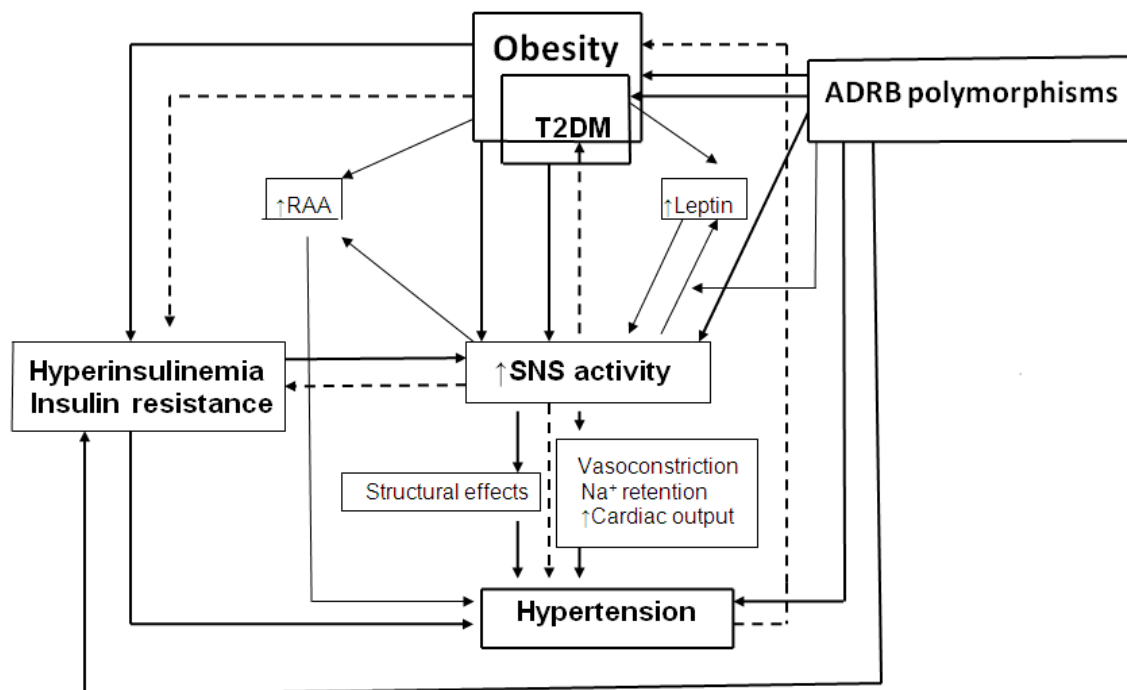 Obesity
ADRB polymorphisms
T2DM
↑RAA
↑Leptin
Hyperinsulinemia
Insulin resistance
↑SNS activity
Structural effects
Vasoconstriction
Na⁺ retention
↑Cardiac output
Hypertension